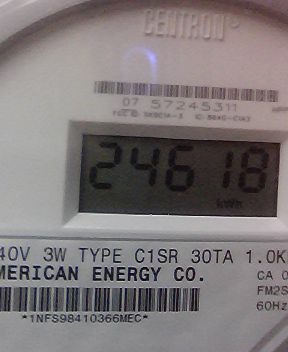 CENTRON®
07 57245311
24618
kWh
40V 3W TYPE C1SR 30TA 1.0K
MERICAN ENERGY CO.
CA 0
FM2S
60Hz
*1NFS98410366MEC*